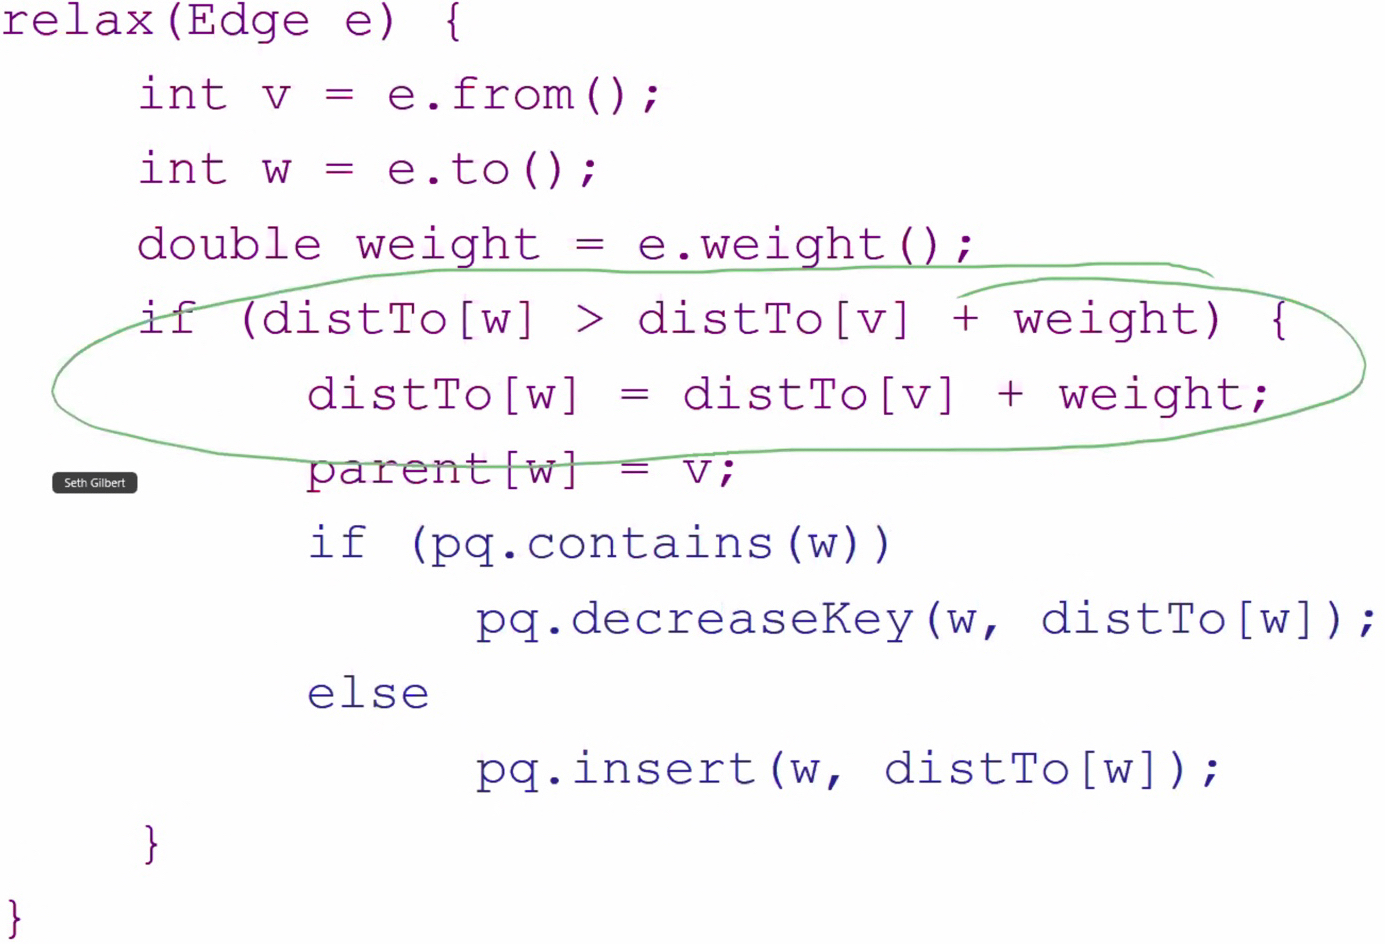 relax(Edge e) {
int v = e.from();
int w = e.to();
double weight = e.weight();
if (distTo[w] > distTo[v] + weight) {
distTo[w] = distTo[v] + weight;
parent[w] = v;
Seth Gilbert
if (pq.contains(w))
pq.decreaseKey(w, distTo[w]);
else
pq.insert(w, distTo[w]);
}
}